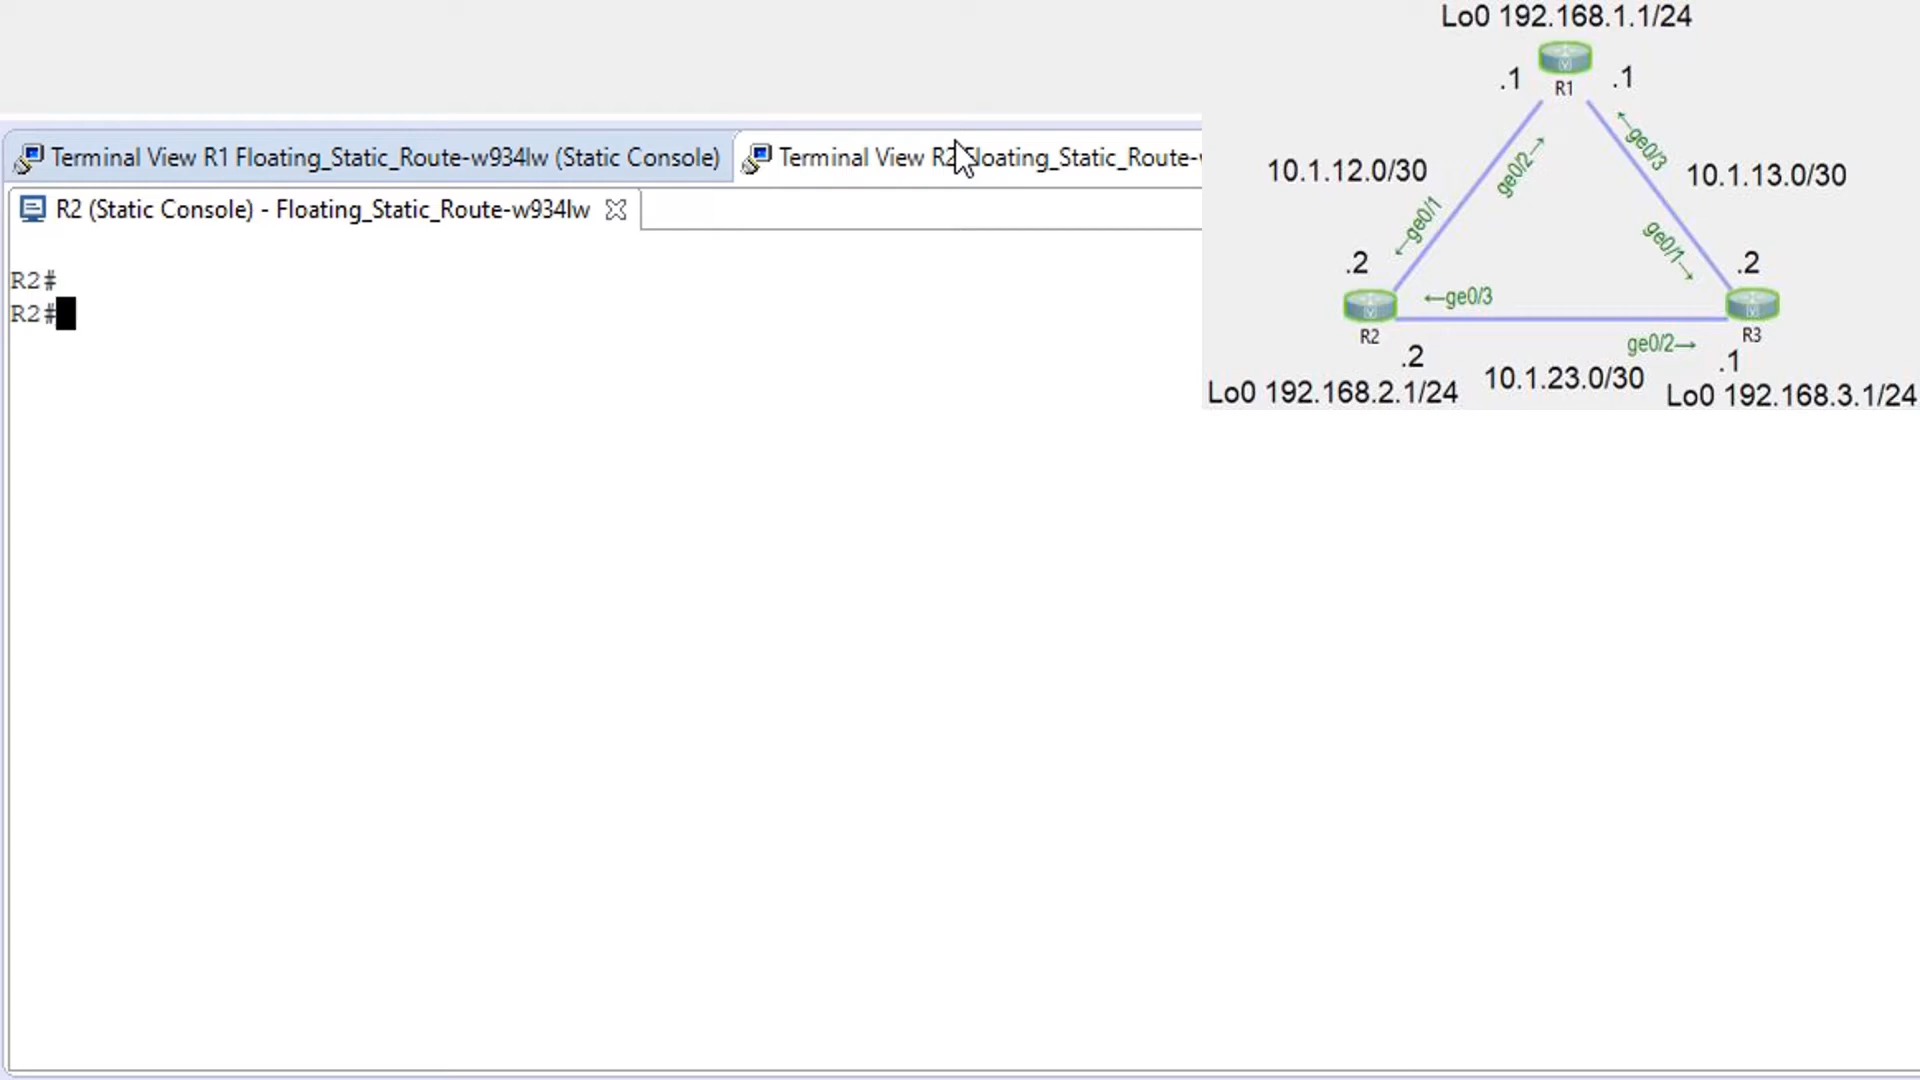 Lo0 192.168.1.1/24
.1
R1
.1
Terminal View R1 Floating_Static_Route-w934lw (Static Console)
Terminal View R2 Floating_Static_Route-w
R2 (Static Console) - Floating_Static_Route-w934lw
R2#
R2#
←ge0/3
ge0/2→
10.1.12.0/30
10.1.13.0/30
←ge0/1
ge0/1→
.2
.2
←ge0/3
R2
R3
ge0/2→
.2
.1
10.1.23.0/30
Lo0 192.168.2.1/24
Lo0 192.168.3.1/24